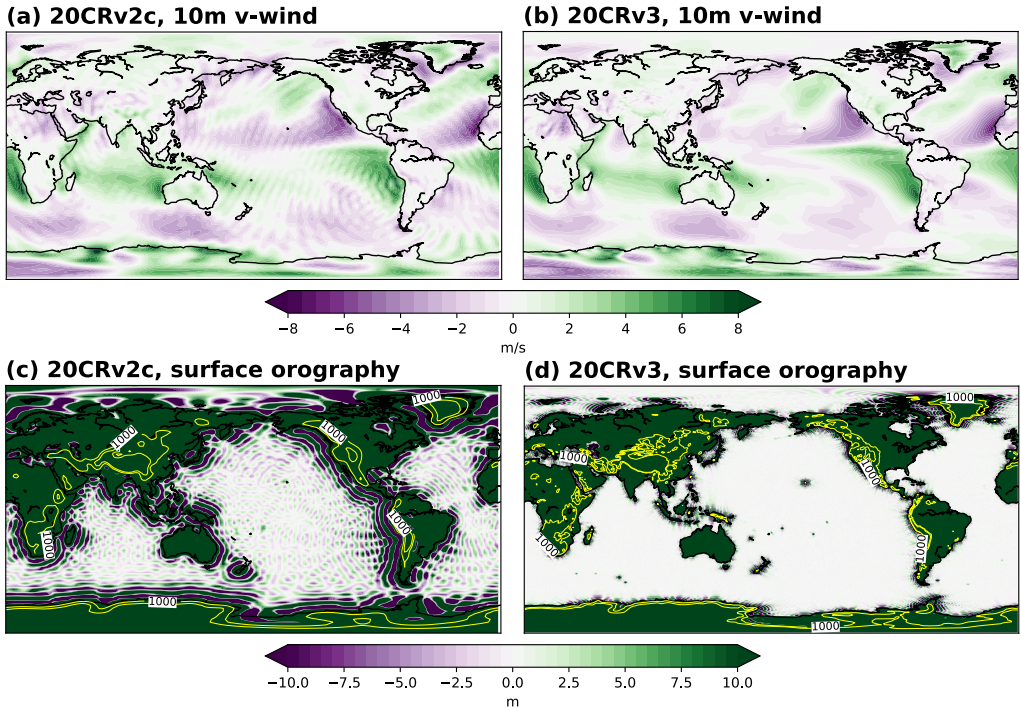 (a) 20CRv2c, 10m v-wind
(b) 20CRv3, 10m v-wind
−8 −6 −4 −2 0 2 4 6 8
m/s
(c) 20CRv2c, surface orography
(d) 20CRv3, surface orography
1000
1000
1000
1000
1000
1000
1000
1000
1000
1000
1000
1000
−10.0 −7.5 −5.0 −2.5 0.0 2.5 5.0 7.5 10.0
m